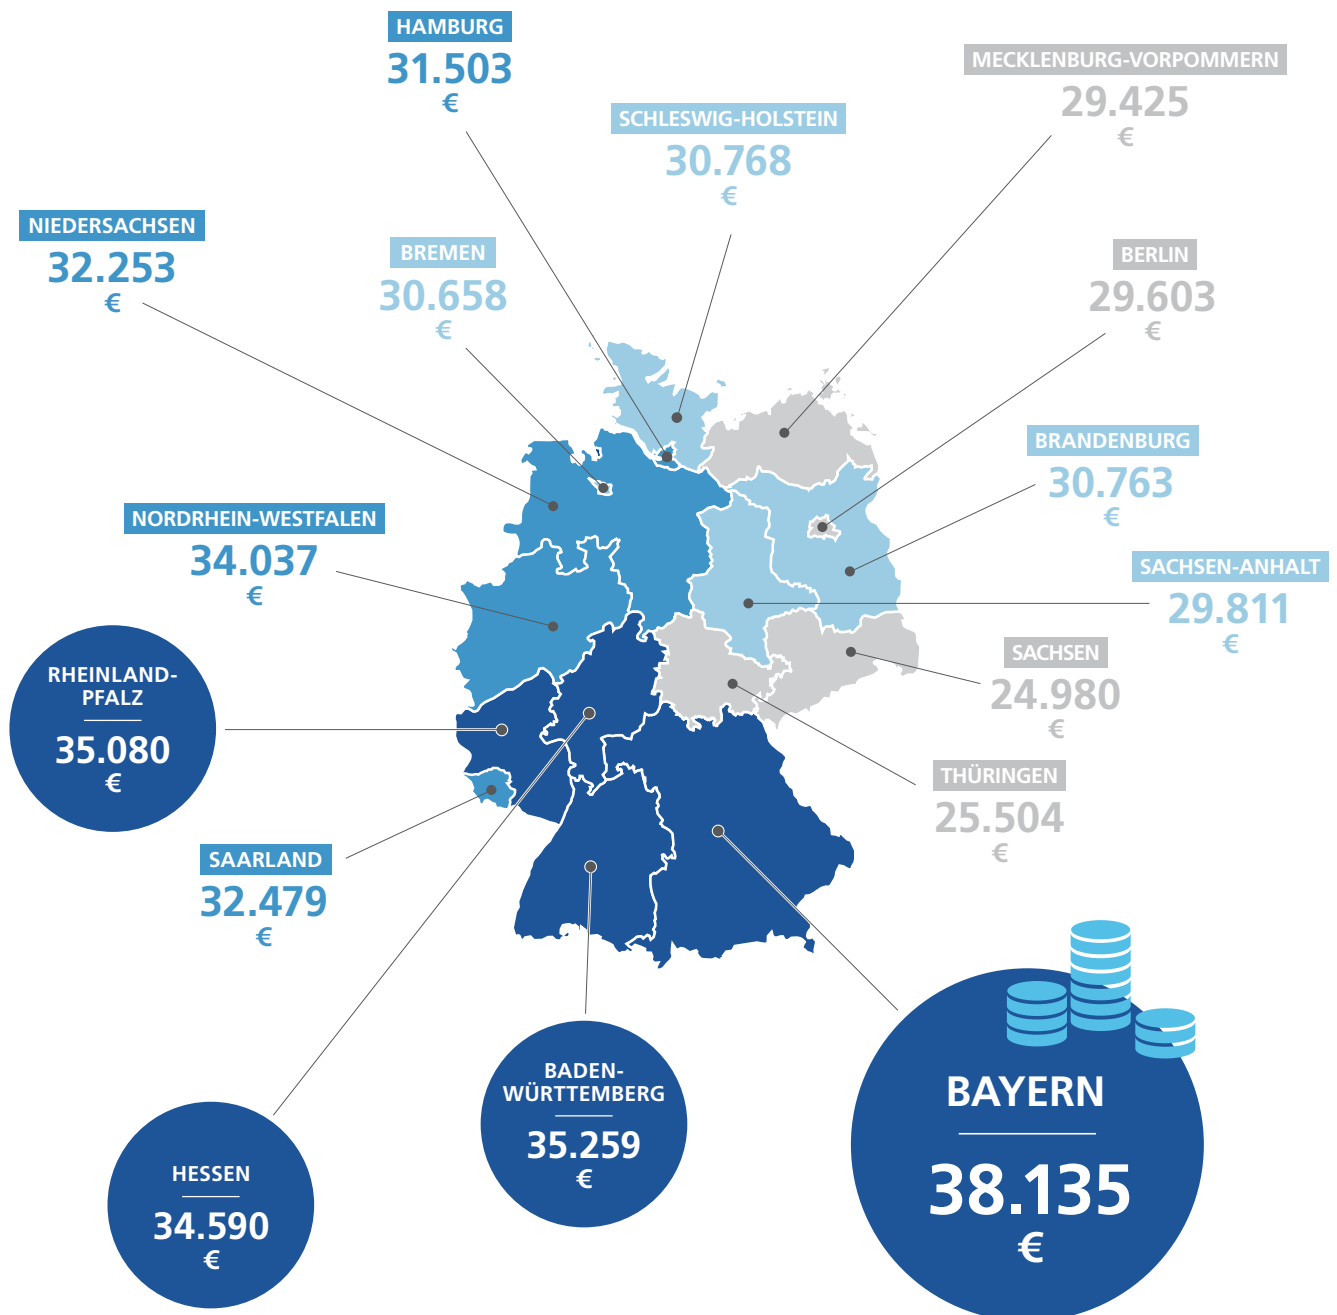 HAMBURG
31.503
€
MECKLENBURG-VORPOMMERN
29.425
€
SCHLESWIG-HOLSTEIN
30.768
€
NIEDERSACHSEN
32.253
€
BREMEN
30.658
€
BERLIN
29.603
€
BRANDENBURG
30.763
€
NORDRHEIN-WESTFALEN
34.037
€
SACHSEN-ANHALT
29.811
€
SACHSEN
24.980
€
RHEINLAND-
PFALZ
35.080
€
THÜRINGEN
25.504
€
SAARLAND
32.479
€
BADEN-
WÜRTTEMBERG
35.259
€
BAYERN
38.135
€
HESSEN
34.590
€